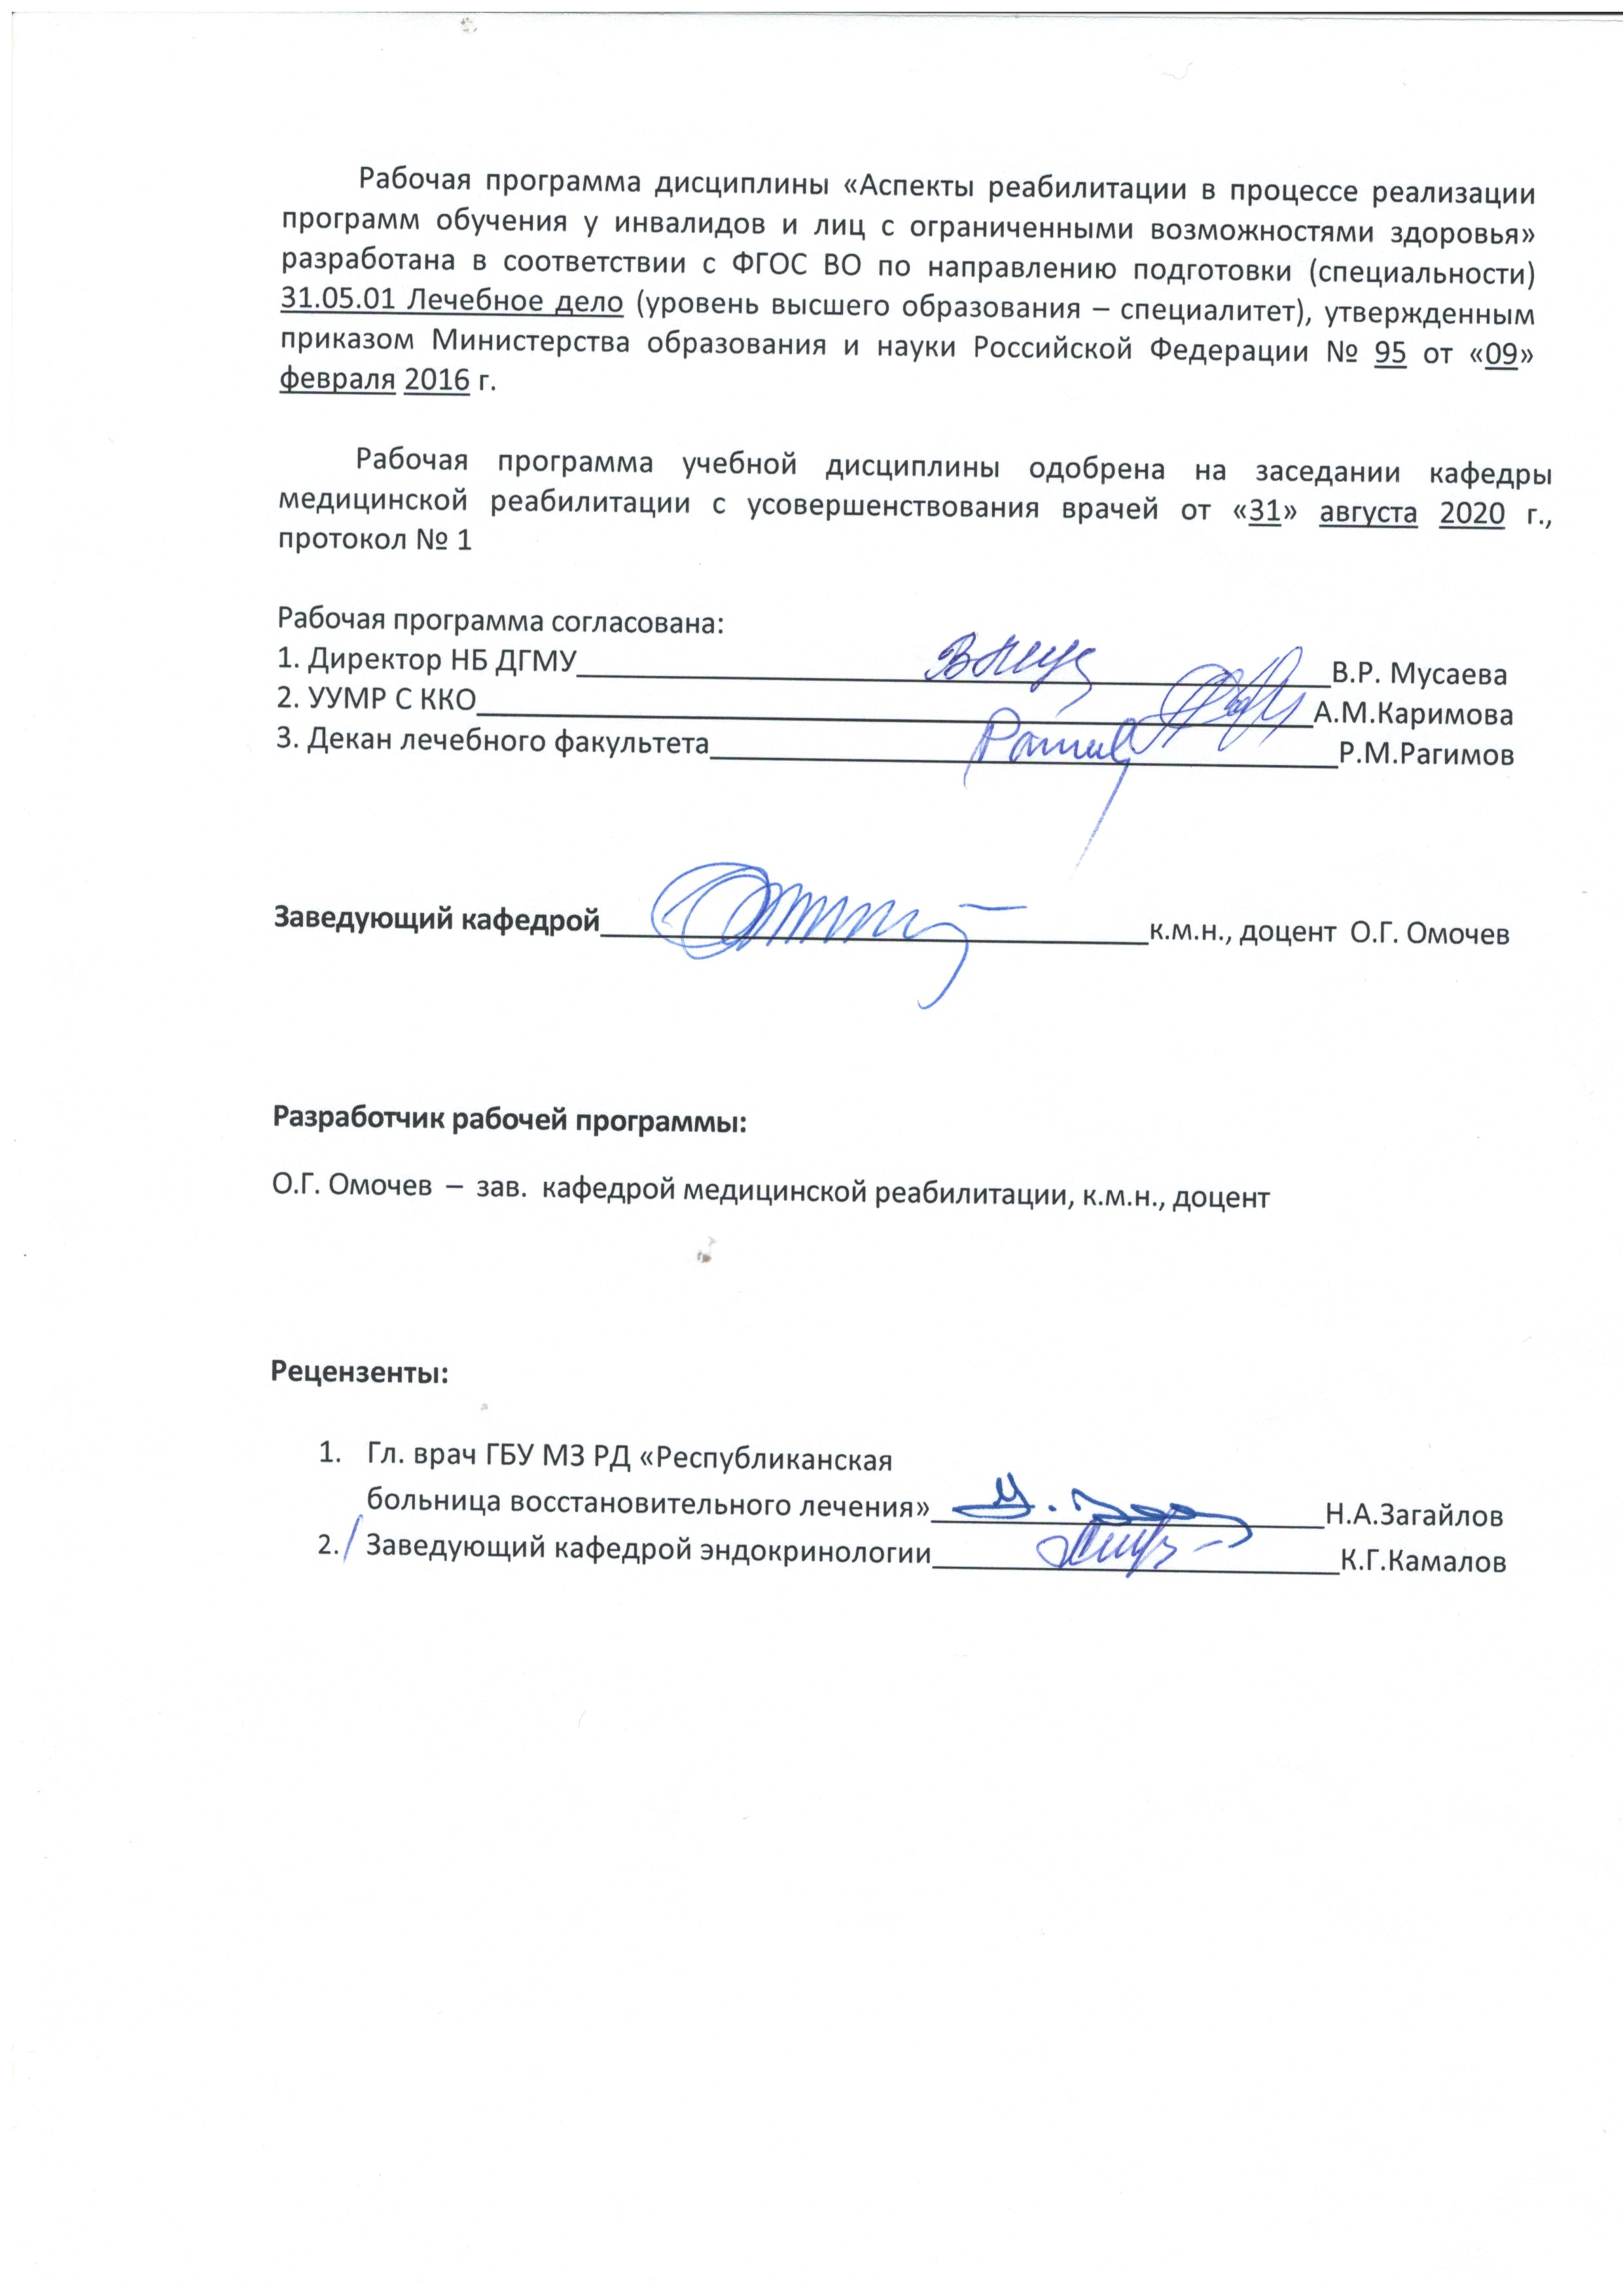 Рабочая программа дисциплины «Аспекты реабилитации в процессе реализации
программ обучения у инвалидов и лиц с ограниченными возможностями здоровья»
разработана в соответствии с ФГОС ВО по направлению подготовки (специальности)
31.05.01 Лечебное дело (уровень высшего образования – специалитет), утвержденным
приказом Министерства образования и науки Российской Федерации № 95 от «09»
февраля 2016 г.
Рабочая программа учебной дисциплины одобрена на заседании кафедры
медицинской реабилитации с усовершенствования врачей от «31» августа 2020 г.,
протокол № 1
Рабочая программа согласована:
1. Директор НБ ДГМУ В.Р. Мусаева
2. УУМР С ККО А.М.Каримова
3. Декан лечебного факультета Р.М.Рагимов
Заведующий кафедрой к.м.н., доцент О.Г. Омочев
Разработчик рабочей программы:
О.Г. Омочев – зав. кафедрой медицинской реабилитации, к.м.н., доцент
Рецензенты:
1. Гл. врач ГБУ МЗ РД «Республиканская
больница восстановительного лечения» Н.А.Загайлов
2. Заведующий кафедрой эндокринологии К.Г.Камалов